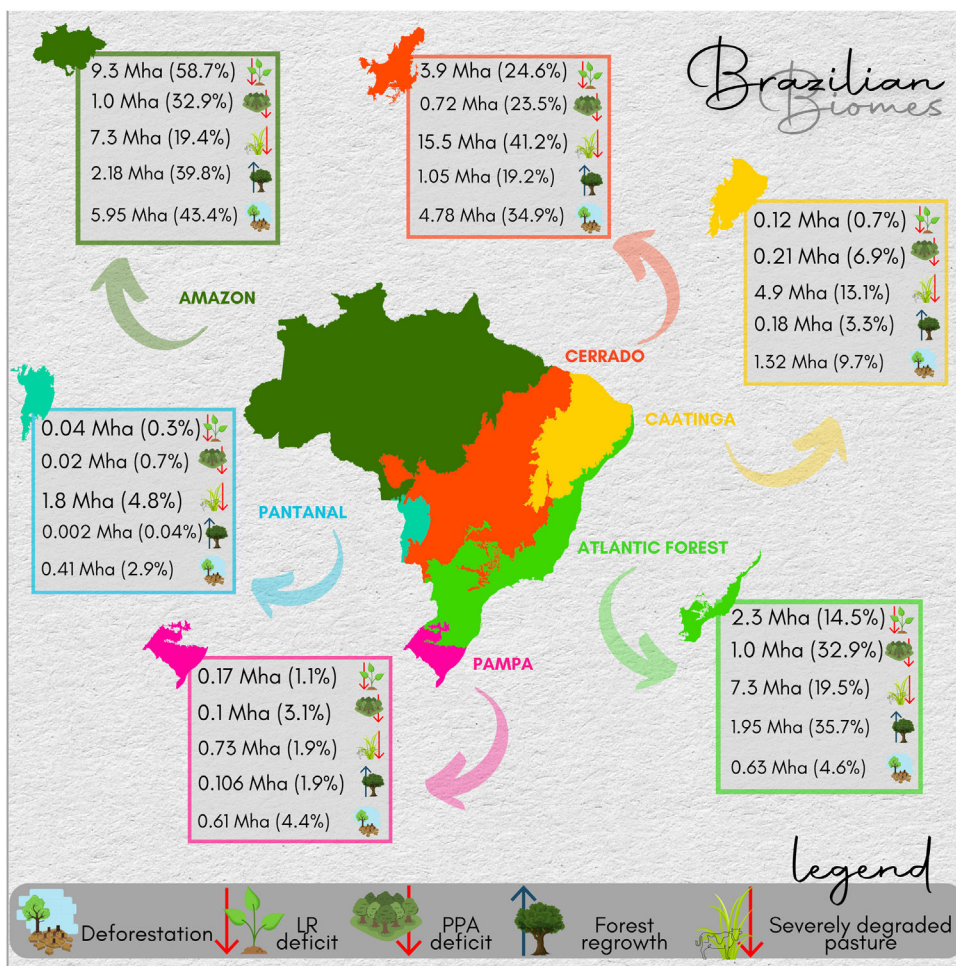 Brazilian
Biomes
9.3 Mha (58.7%)
1.0 Mha (32.9%)
7.3 Mha (19.4%)
2.18 Mha (39.8%)
5.95 Mha (43.4%)
3.9 Mha (24.6%)
0.72 Mha (23.5%)
15.5 Mha (41.2%)
1.05 Mha (19.2%)
4.78 Mha (34.9%)
0.12 Mha (0.7%)
0.21 Mha (6.9%)
4.9 Mha (13.1%)
0.18 Mha (3.3%)
1.32 Mha (9.7%)
AMAZON
CERRADO
CAATINGA
0.04 Mha (0.3%)
0.02 Mha (0.7%)
1.8 Mha (4.8%)
0.002 Mha (0.04%)
0.41 Mha (2.9%)
PANTANAL
ATLANTIC FOREST
PAMPA
2.3 Mha (14.5%)
1.0 Mha (32.9%)
7.3 Mha (19.5%)
1.95 Mha (35.7%)
0.63 Mha (4.6%)
0.17 Mha (1.1%)
0.1 Mha (3.1%)
0.73 Mha (1.9%)
0.106 Mha (1.9%)
0.61 Mha (4.4%)
legend
Deforestation
LR
deficit
PPA
deficit
Forest
regrowth
Severely degraded
pasture